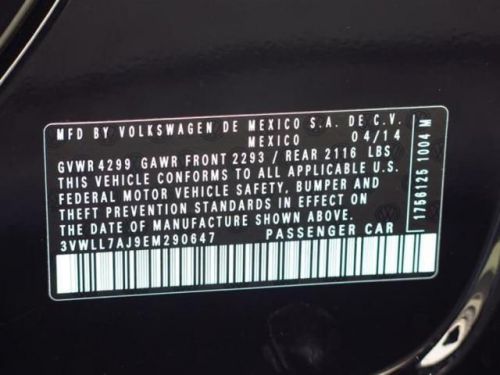 MFD BY VOLKSWAGEN DE MEXICO S.A. DE C.V.
MEXICO 04/14
GVWR 4299 GAWR FRONT 2293 / REAR 2116 LBS
THIS VEHICLE CONFORMS TO ALL APPLICABLE U.S.
FEDERAL MOTOR VEHICLE SAFETY, BUMPER AND
THEFT PREVENTION STANDARDS IN EFFECT ON
THE DATE OF MANUFACTURE SHOWN ABOVE.
3VWLL7AJ9EM290647 PASSENGER CAR
1756125 1004 M